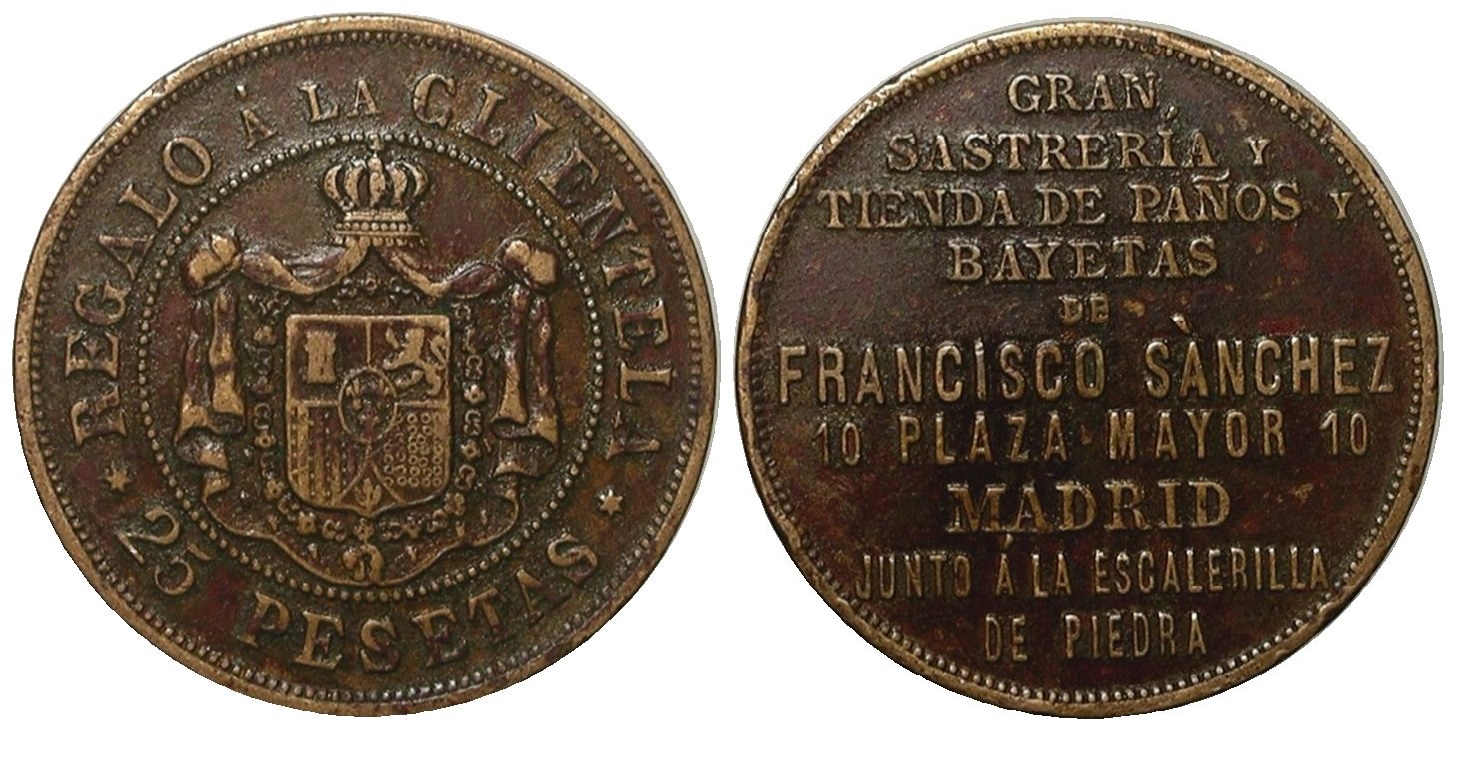 REGALO À LA CLIENTELA
* 25 PESETAS *
GRAN
SASTRERÍA Y
TIENDA DE PAÑOS Y
BAYETAS
DE
FRANCISCO SÀNCHEZ
10 PLAZA MAYOR 10
MADRID
JUNTO Á LA ESCALERILLA
DE PIEDRA